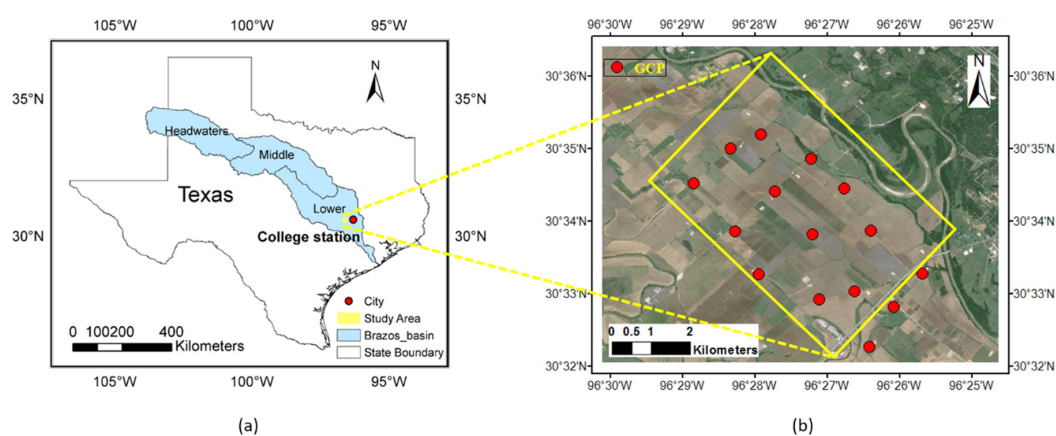 105°W 100°W 95°W
35°N
30°N
N
Headwaters
Middle
Lower
Texas
College station
City
Study Area
Brazos_basin
State Boundary
0 100200 400
Kilometers
35°N
30°N
105°W 100°W 95°W
(a)
96°30'W 96°29'W 96°28'W 96°27'W 96°26'W 96°25'W
GCP
N
30°36'N
30°35'N
30°34'N
30°33'N
30°32'N
0 0.5 1 2
Kilometers
30°36'N
30°35'N
30°34'N
30°33'N
30°32'N
96°30'W 96°29'W 96°28'W 96°27'W 96°26'W 96°25'W
(b)